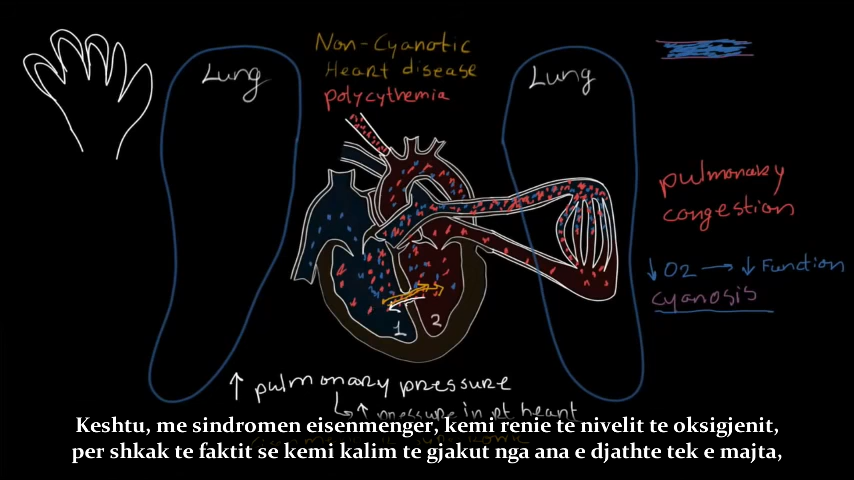 Non-Cyanotic
Heart disease
polycythemia
Lung
Lung
pulmonary
congestion
↓ O2 → ↓ Function
cyanosis
1
2
↑ pulmonary pressure
↳ ↑ pressure in rt heart
Keshtu, me sindromen eisenmenger, kemi renie te nivelit te oksigjenit,
per shkak te faktit se kemi kalim te gjakut nga ana e djathte tek e majta,